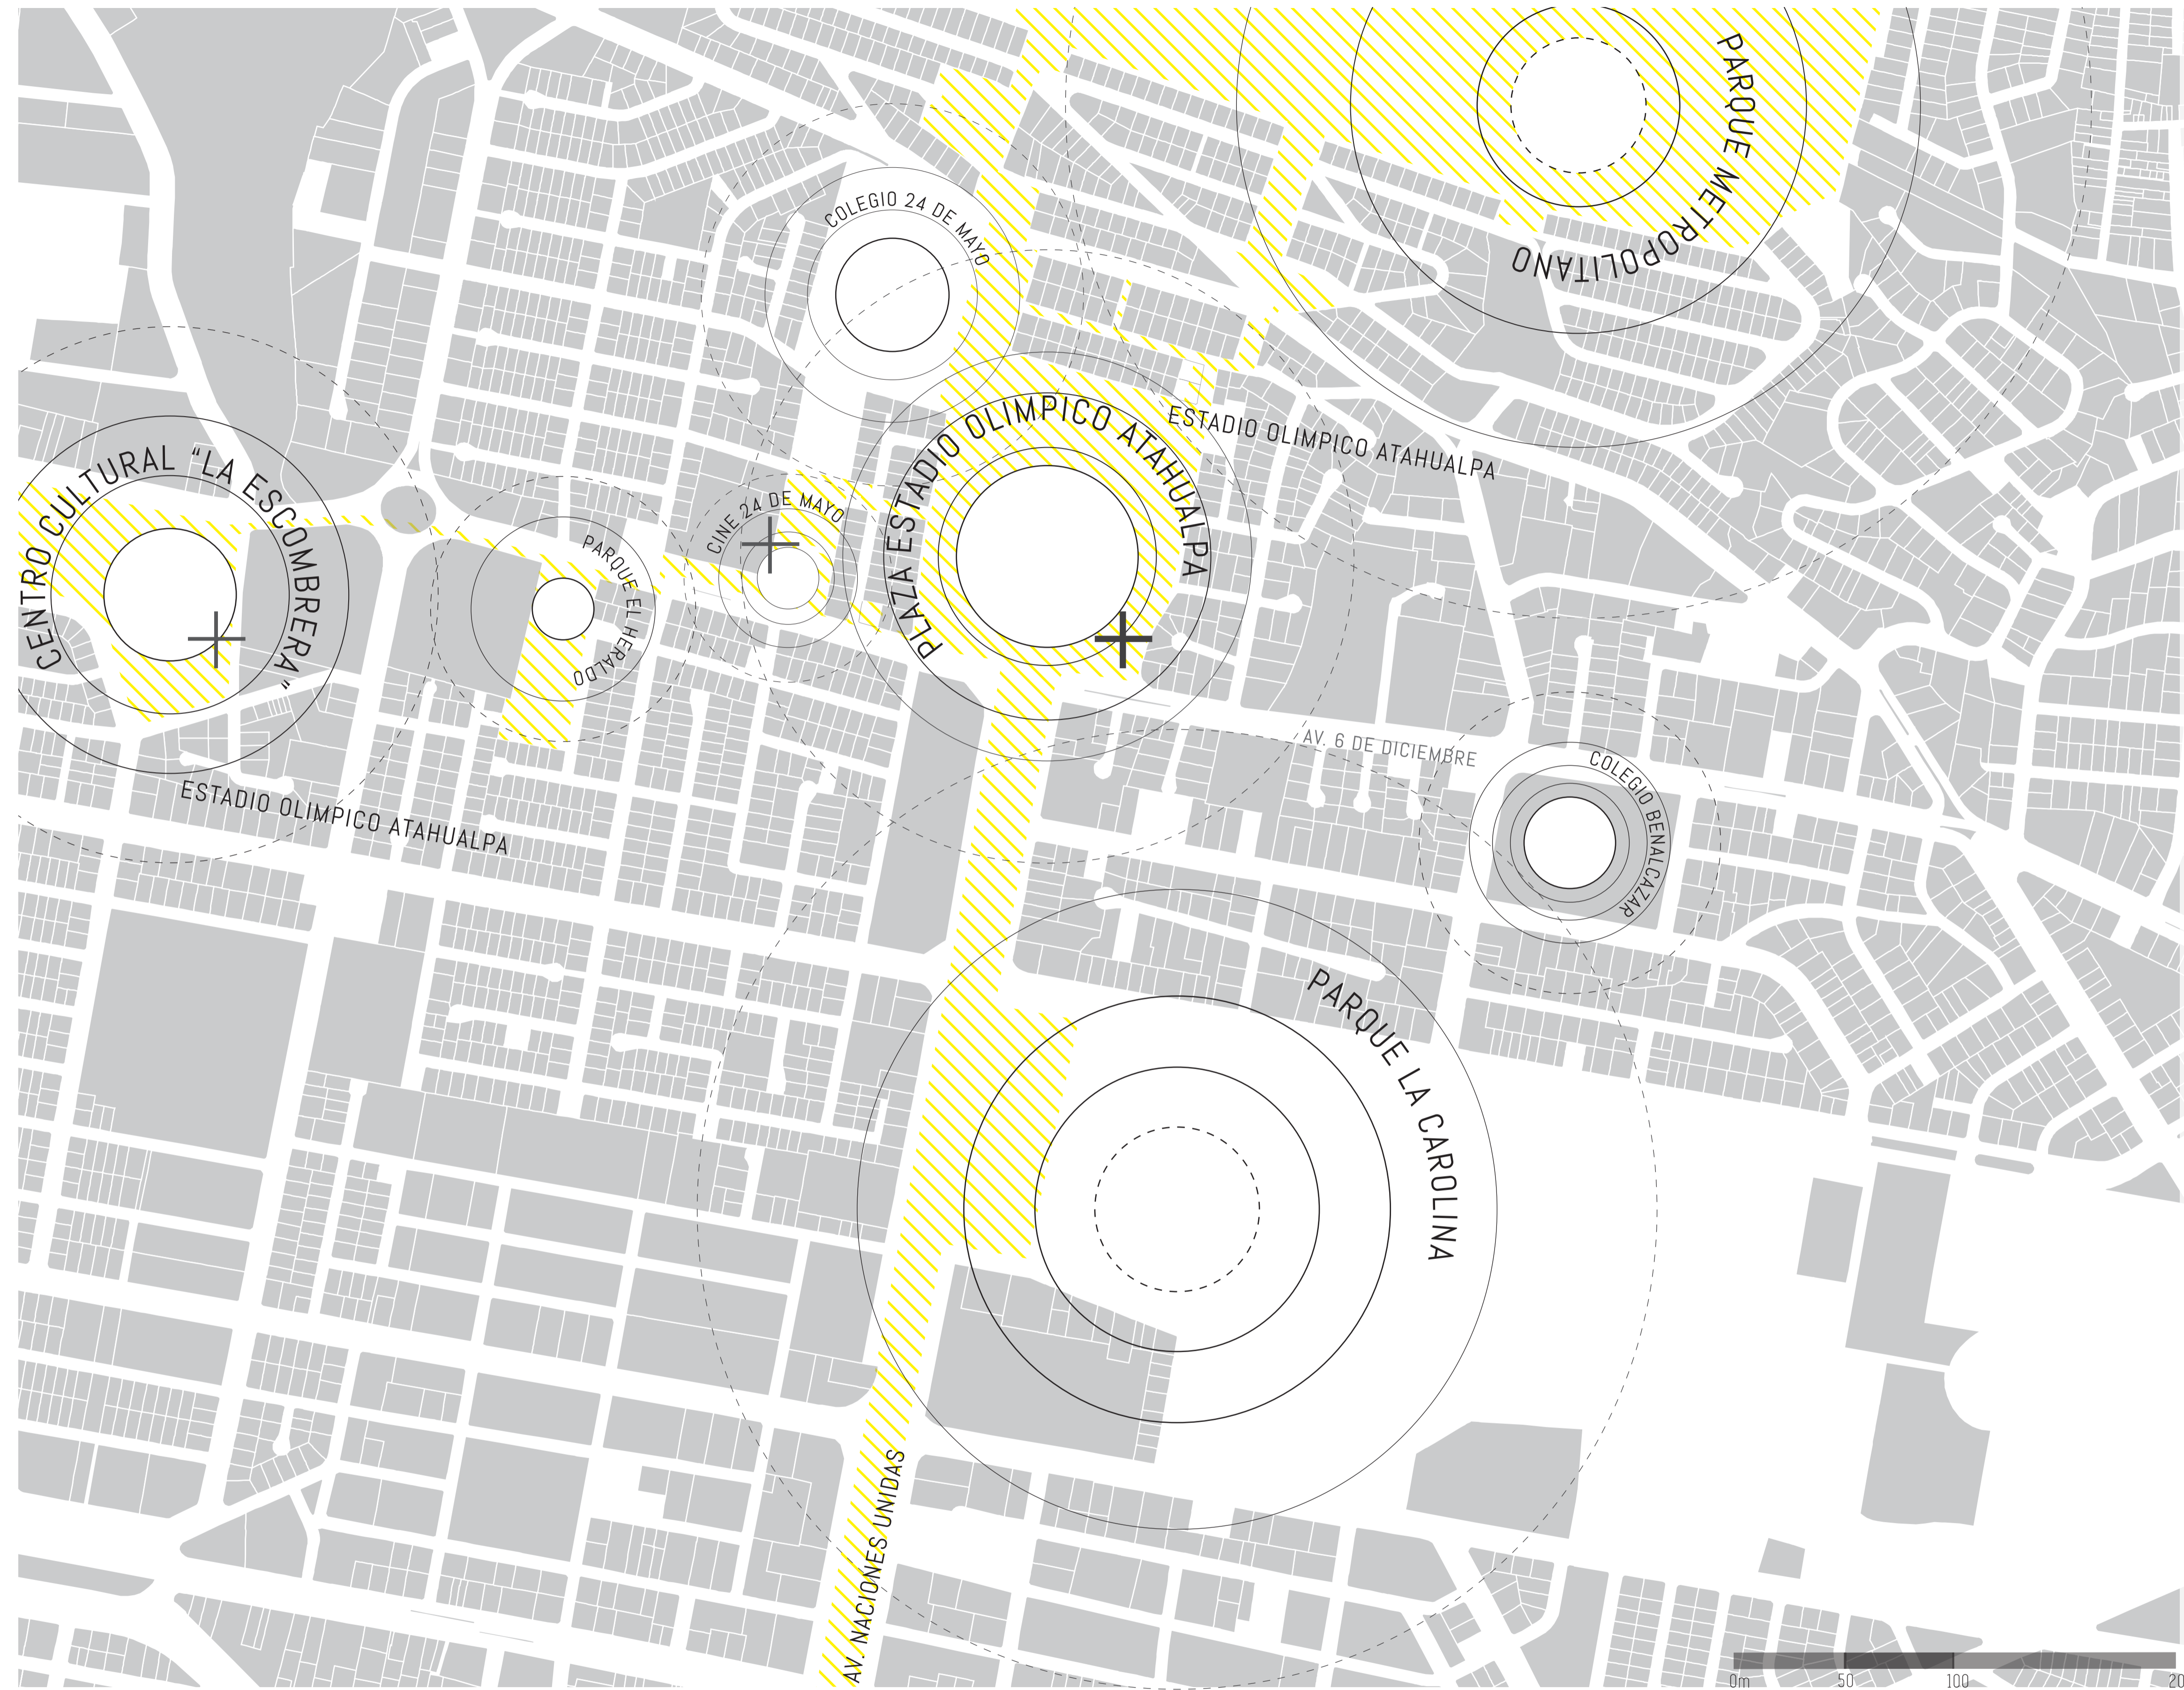 PARQUE METROPOLITANO
COLEGIO 24 DE MAYO
ESTADIO OLIMPICO ATAHUALPA
PLAZA ESTADIO OLIMPICO ATAHUALPA
CENTRO CULTURAL "LA ESCOMBRERA"
CINE 24 DE MAYO
PARQUE El HERALDO
AV. 6 DE DICIEMBRE
COLEGIO BENALCAZAR
ESTADIO OLIMPICO ATAHUALPA
PARQUE LA CAROLINA
AV. NACIONES UNIDAS
0m 50 100